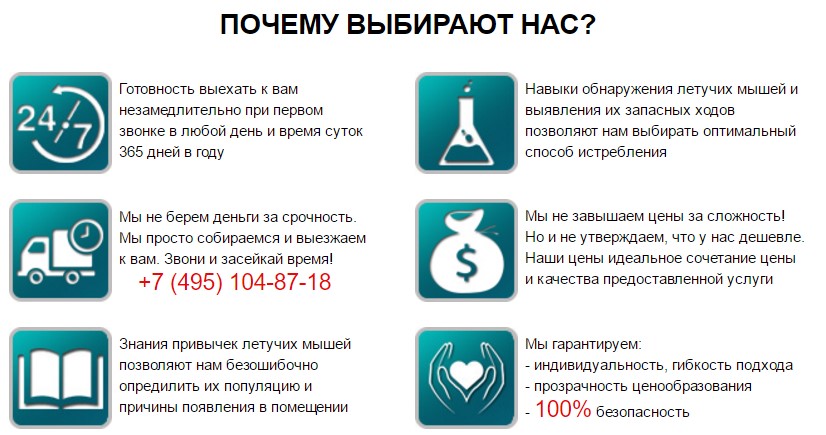 ПОЧЕМУ ВЫБИРАЮТ НАС?
24/7
Готовность выехать к вам
незамедлительно при первом
звонке в любой день и время суток
365 дней в году
Навыки обнаружения летучих мышей и
выявления их запасных ходов
позволяют нам выбирать оптимальный
способ истребления
Мы не берем деньги за срочность.
Мы просто собираемся и выезжаем
к вам. Звони и засекай время!
+7 (495) 104-87-18
$
Мы не завышаем цены за сложность!
Но и не утверждаем, что у нас дешевле.
Наши цены идеальное сочетание цены
и качества предоставленной услуги
Знания привычек летучих мышей
позволяют нам безошибочно
опредилить их популяцию и
причины появления в помещении
Мы гарантируем:
- индивидуальность, гибкость подхода
- прозрачность ценообразования
- 100% безопасность